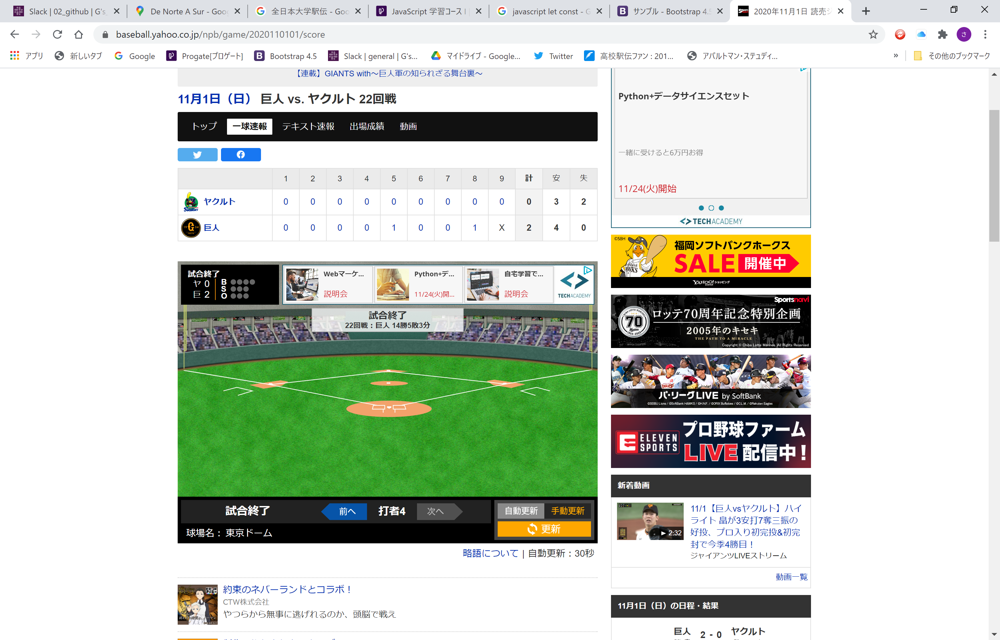 Slack | 02_github | G's_
De Norte A Sur - Goo
全日本大学駅伝 - Goo
JavaScript 学習コース I
javascript let const - G
サンプル - Bootstrap 4.5
2020年11月1日 読売ジ
baseball.yahoo.co.jp/npb/game/2020110101/score
さ
アプリ
新しいタブ
Google
Progate[プロゲート]
Bootstrap 4.5
Slack | general | G's...
マイドライブ - Google...
Twitter
高校駅伝ファン : 201...
アパルトマン・ステュディ...
»
その他のブックマーク
【連載】GIANTS with～巨人軍の知られざる舞台裏～
11月1日（日） 巨人 vs. ヤクルト 22回戦
トップ 一球速報 テキスト速報 出場成績 動画
1 2 3 4 5 6 7 8 9 計 安 失
ヤクルト 0 0 0 0 0 0 0 0 0 0 3 2
巨人 0 0 0 0 1 0 0 1 X 2 4 0
試合終了
ヤ 0
巨 2
B
S
O
Webマーケ...
説明会
Python+デ...
11/24(火)開...
自宅学習で...
説明会
TECHACADEMY
試合終了
22回戦：巨人 14勝5敗3分
試合終了
前へ
打者4
次へ
自動更新
手動更新
更新
球場名： 東京ドーム
略語について | 自動更新：30秒
約束のネバーランドとコラボ！
CTW株式会社
やつらから無事に逃げれるのか、頭脳で戦え
Python+データサイエンスセット
一緒に受けると6万円お得
11/24(火)開始
TECHACADEMY
©SBH
福岡ソフトバンクホークス
SALE 開催中
YAHOO! JAPAN ショッピング
Sportsnavi
70
1950-2020
ロッテ70周年記念特別企画
2005年のキセキ
THE PATH TO A MIRACLE
Copyright © Chiba Lotte Marines. All Rights Reserved.
パ・リーグLIVE by SoftBank
©SEIBU Lions / ©SoftBank HAWKS / ©H.N.F. / ©ORIX Buffaloes / ©C.L.M. / ©Rakuten Eagles
ELEVEN SPORTS
プロ野球ファーム
LIVE 配信中！
新着動画
2:32
11/1【巨人vsヤクルト】ハイ
ライト 畠が3安打7奪三振の
好投、プロ入り初完投&初完
封で今季4勝目！
ジャイアンツLIVEストリーム
動画一覧
11月1日（日）の日程・結果
巨人 2 - 0 ヤクルト